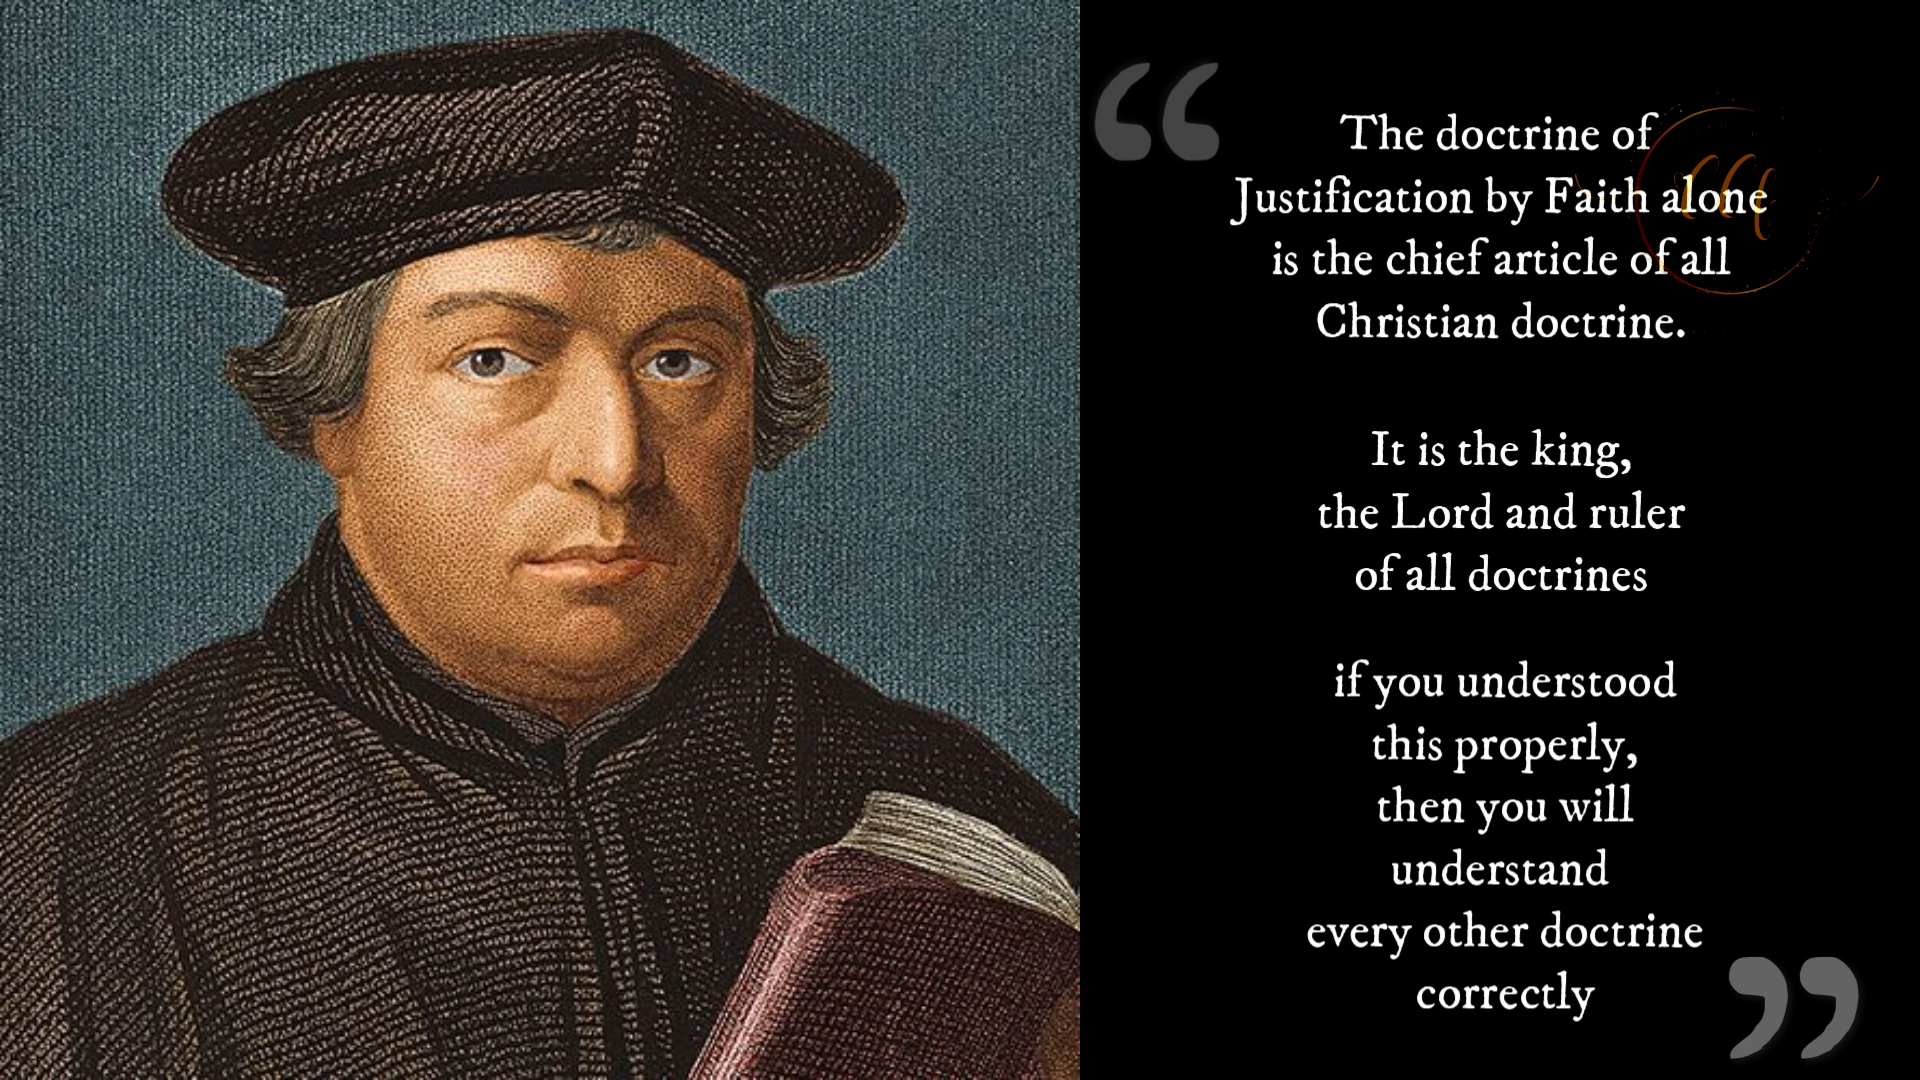 The doctrine of
Justification by Faith alone
is the chief article of all
Christian doctrine.
It is the king,
the Lord and ruler
of all doctrines
if you understood
this properly,
then you will
understand
every other doctrine
correctly